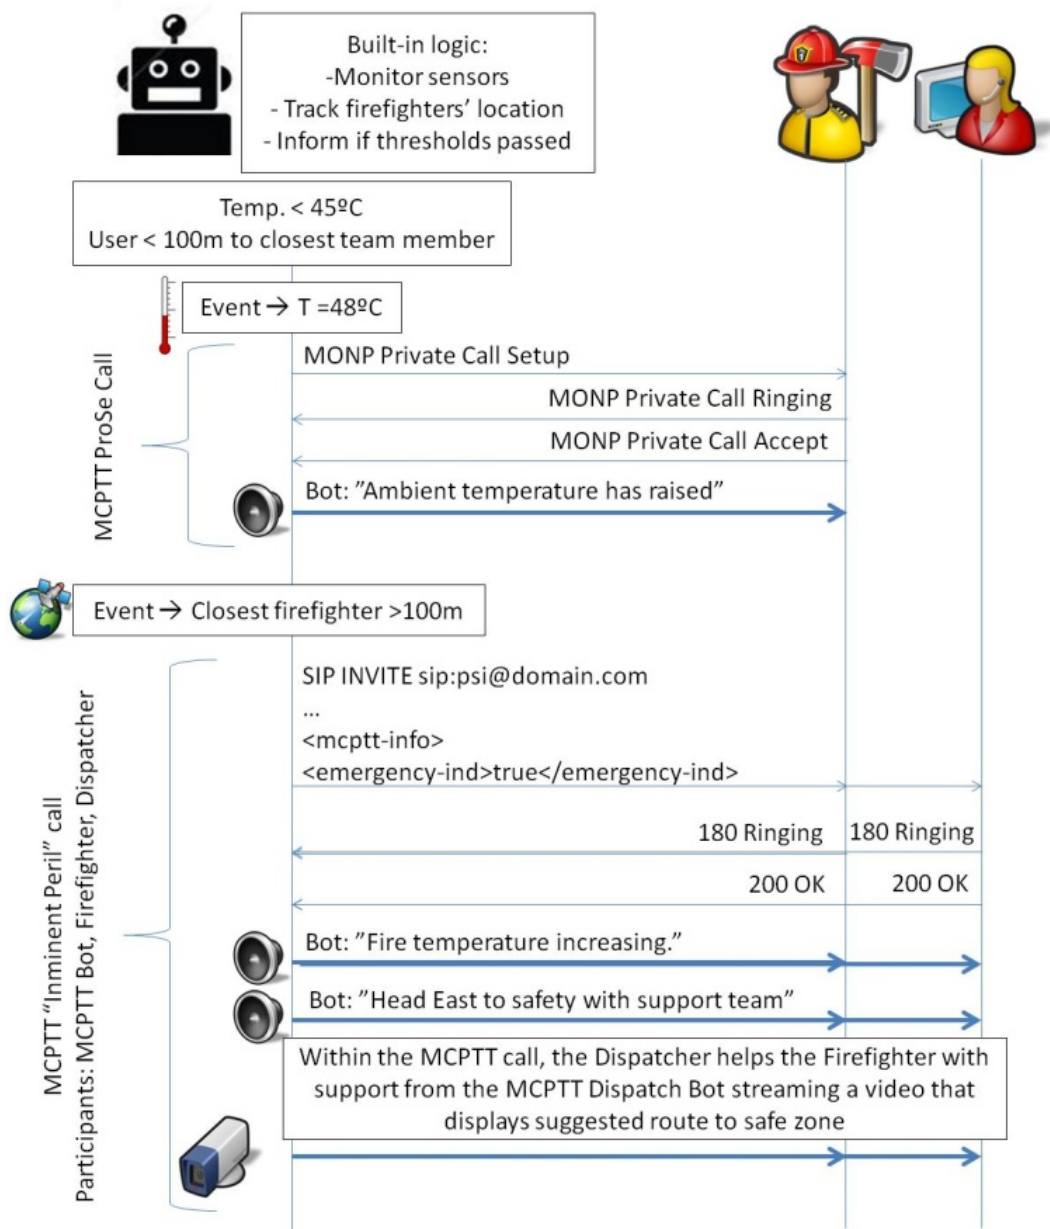 Built-in logic:
-Monitor sensors
- Track firefighters' location
- Inform if thresholds passed
Temp. < 45ºC
User < 100m to closest team member
Event → T =48ºC
MCPTT ProSe Call
MONP Private Call Setup
MONP Private Call Ringing
MONP Private Call Accept
Bot: ”Ambient temperature has raised”
Event → Closest firefighter >100m
MCPTT “Inminent Peril” call
Participants: MCPTT Bot, Firefighter, Dispatcher
SIP INVITE sip:psi@domain.com
...
<mcptt-info>
<emergency-ind>true</emergency-ind>
180 Ringing 180 Ringing
200 OK 200 OK
Bot: ”Fire temperature increasing.”
Bot: ”Head East to safety with support team”
Within the MCPTT call, the Dispatcher helps the Firefighter with
support from the MCPTT Dispatch Bot streaming a video that
displays suggested route to safe zone